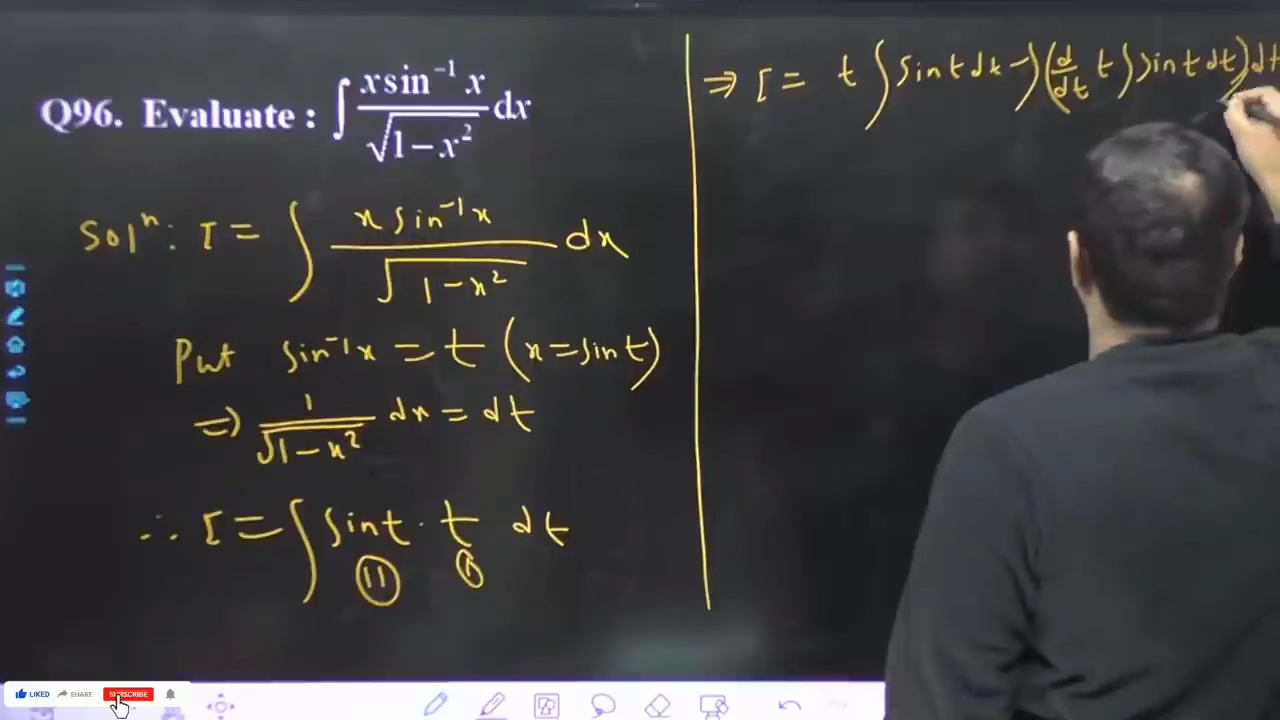 Q96. Evaluate : ∫ x sin⁻¹ x / √(1−x²) dx
Solⁿ: I = ∫ x sin⁻¹x / √(1−x²) dx
Put sin⁻¹x = t (x = sin t)
⇒ 1/√(1−x²) dx = dt
∴ I = ∫ sin t · t dt
II I
⇒ I = t ∫ sin t dt − ∫ (d/dt t ∫ sin t dt) dt
LIKED SHARE SUBSCRIBE